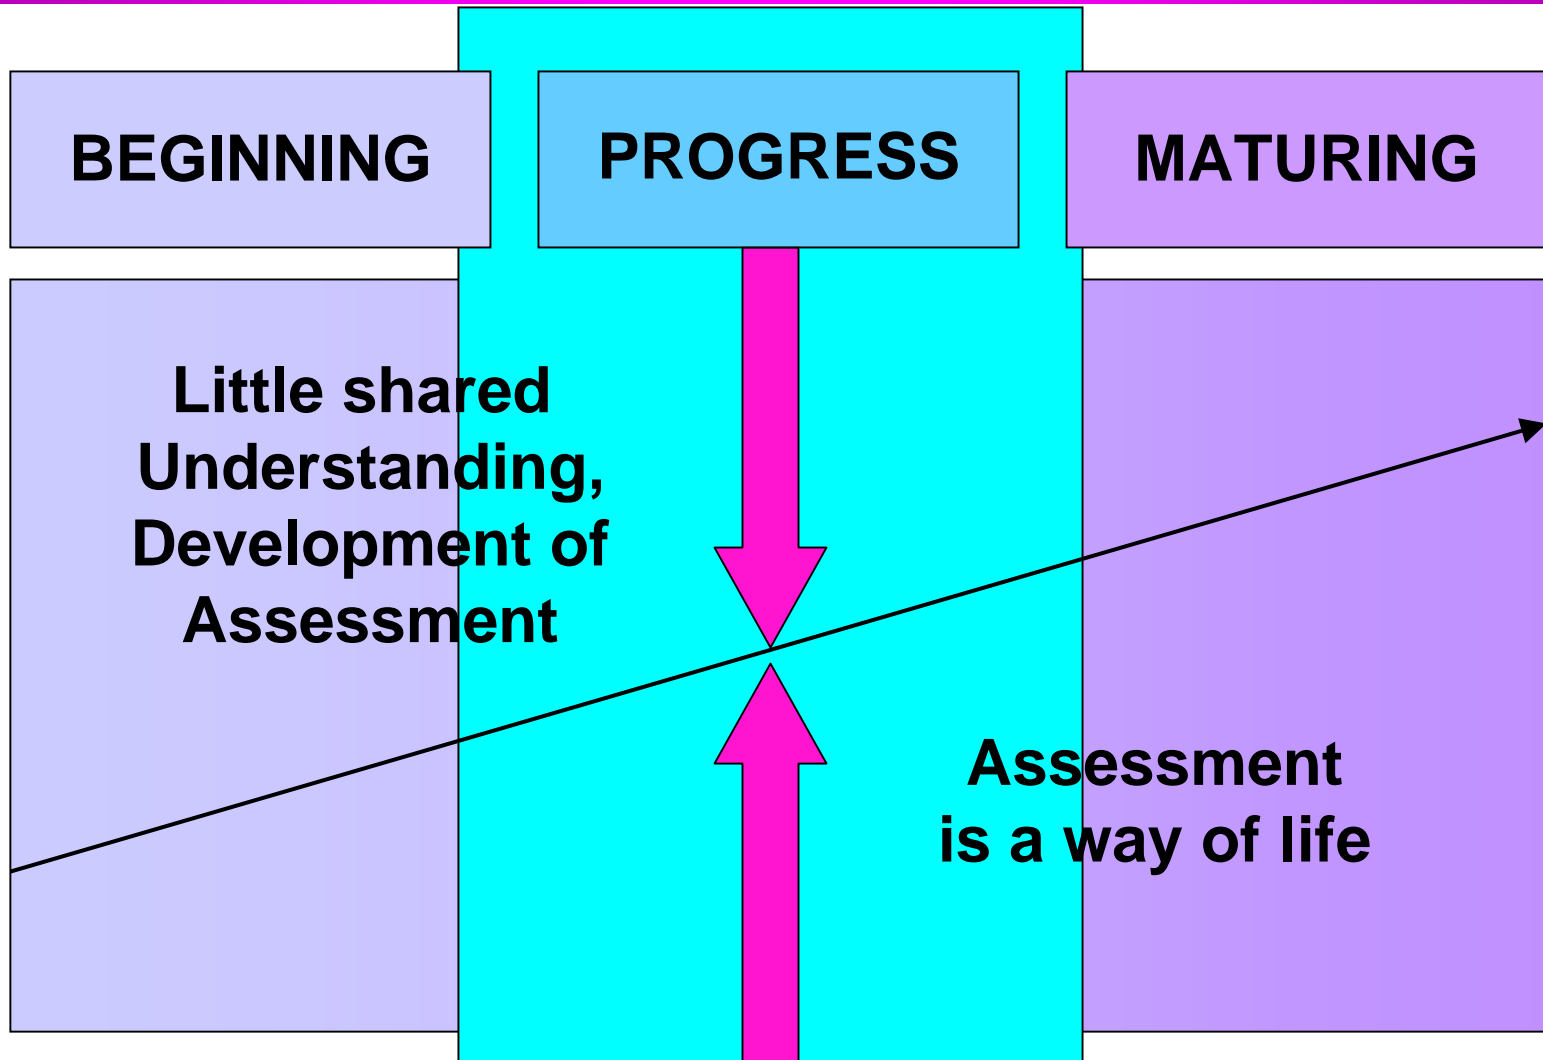 BEGINNING
PROGRESS
MATURING
Little shared
Understanding,
Development of
Assessment
Assessment
is a way of life